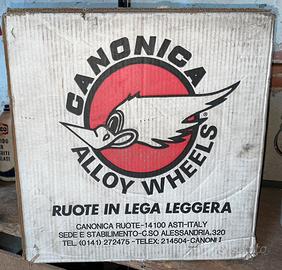 CANONICA
ALLOY WHEELS
RUOTE IN LEGA LEGGERA
CANONICA RUOTE-14100 ASTI-ITALY
SEDE E STABILIMENTO-C.SO ALESSANDRIA,320
TEL. (0141) 272475 - TELEX: 214504-CANONI I